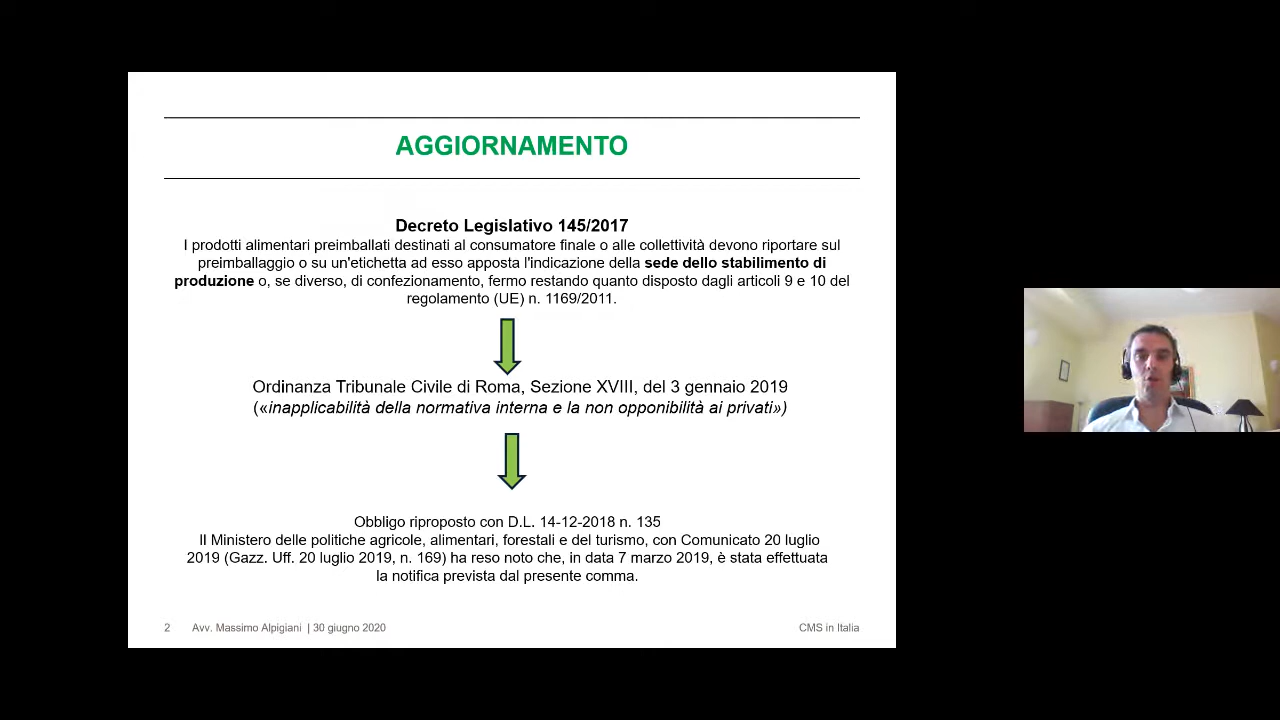 AGGIORNAMENTO
Decreto Legislativo 145/2017
I prodotti alimentari preimballati destinati al consumatore finale o alle collettività devono riportare sul
preimballaggio o su un'etichetta ad esso apposta l'indicazione della sede dello stabilimento di
produzione o, se diverso, di confezionamento, fermo restando quanto disposto dagli articoli 9 e 10 del
regolamento (UE) n. 1169/2011.
Ordinanza Tribunale Civile di Roma, Sezione XVIII, del 3 gennaio 2019
(«inapplicabilità della normativa interna e la non opponibilità ai privati»)
Obbligo riproposto con D.L. 14-12-2018 n. 135
Il Ministero delle politiche agricole, alimentari, forestali e del turismo, con Comunicato 20 luglio
2019 (Gazz. Uff. 20 luglio 2019, n. 169) ha reso noto che, in data 7 marzo 2019, è stata effettuata
la notifica prevista dal presente comma.
2 Avv. Massimo Alpigiani | 30 giugno 2020 CMS in Italia